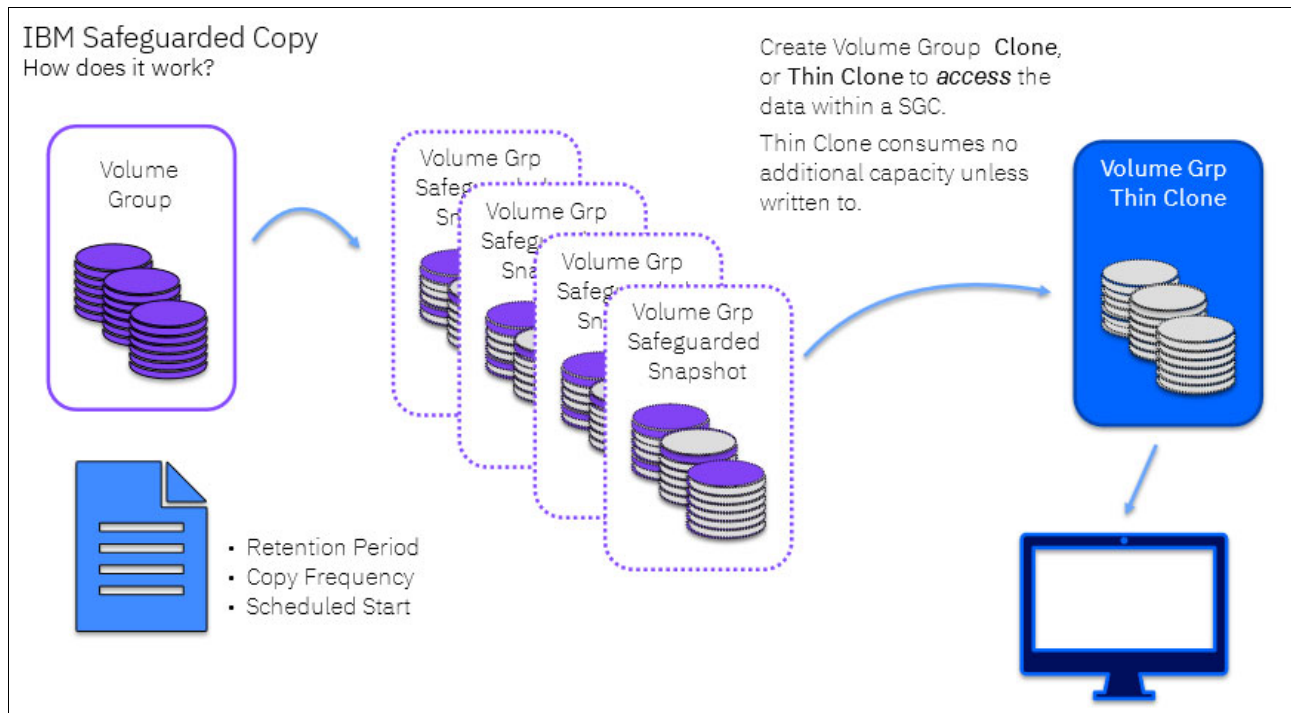 IBM Safeguarded Copy
How does it work?
Create Volume Group Clone,
or Thin Clone to access the
data within a SGC.
Thin Clone consumes no
additional capacity unless
written to.
Volume
Group
Volume Grp
Volume Grp
Volume Grp
Volume Grp
Safeguarded
Snapshot
Volume Grp
Thin Clone
• Retention Period
• Copy Frequency
• Scheduled Start